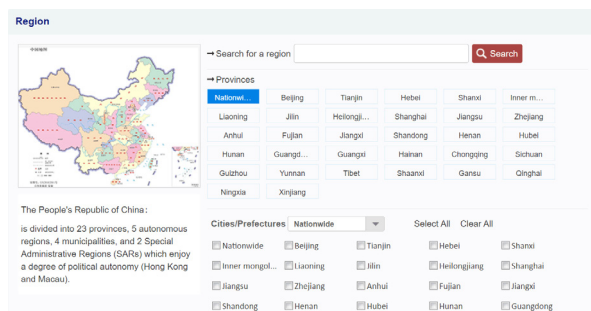 Region
中国地图
Search for a region
Search
Provinces
Nationwi... Beijing Tianjin Hebei Shanxi Inner m...
Liaoning Jilin Heilongji... Shanghai Jiangsu Zhejiang
Anhui Fujian Jiangxi Shandong Henan Hubei
Hunan Guangd... Guangxi Hainan Chongqing Sichuan
Guizhou Yunnan Tibet Shaanxi Gansu Qinghai
Ningxia Xinjiang
The People's Republic of China:
is divided into 23 provinces, 5 autonomous
regions, 4 municipalities, and 2 Special
Administrative Regions (SARs) which enjoy
a degree of political autonomy (Hong Kong
and Macau).
Cities/Prefectures Nationwide Select All Clear All
Nationwide Beijing Tianjin Hebei Shanxi
Inner mongol... Liaoning Jilin Heilongjiang Shanghai
Jiangsu Zhejiang Anhui Fujian Jiangxi
Shandong Henan Hubei Hunan Guangdong